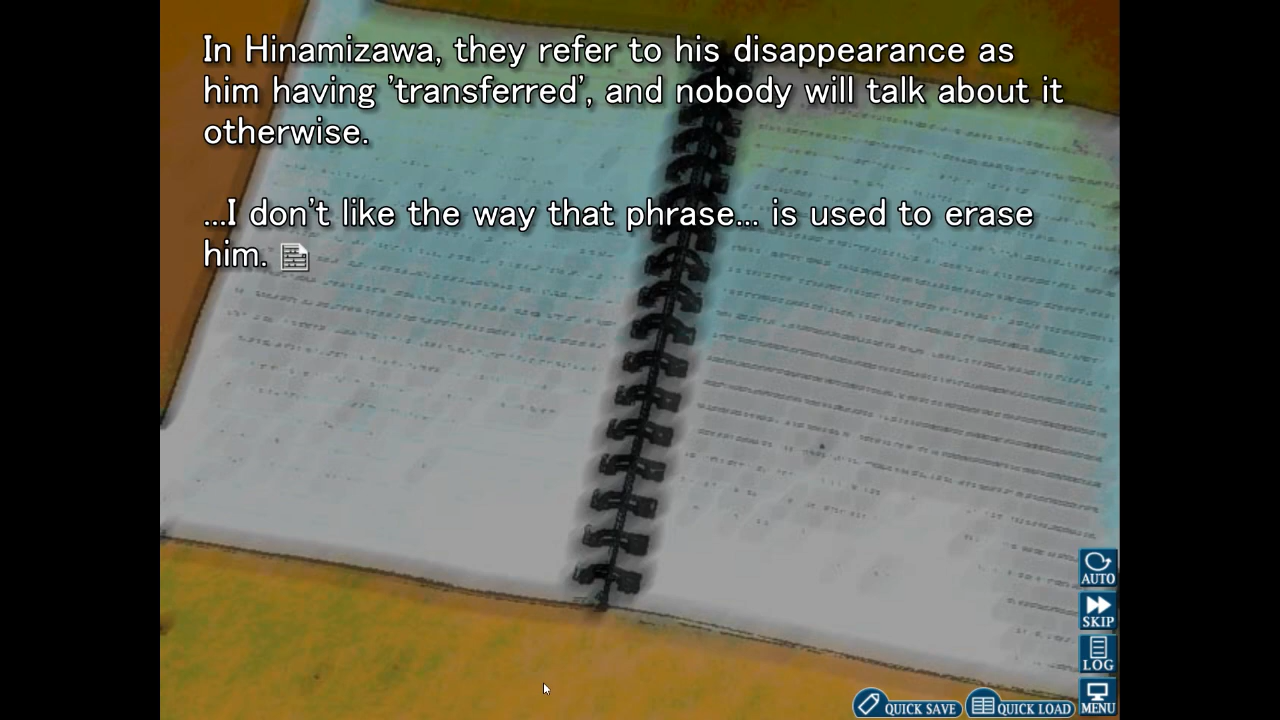 In Hinamizawa, they refer to his disappearance as
him having 'transferred', and nobody will talk about it
otherwise.
...I don't like the way that phrase... is used to erase
him.
AUTO
SKIP
LOG
MENU
QUICK SAVE
QUICK LOAD